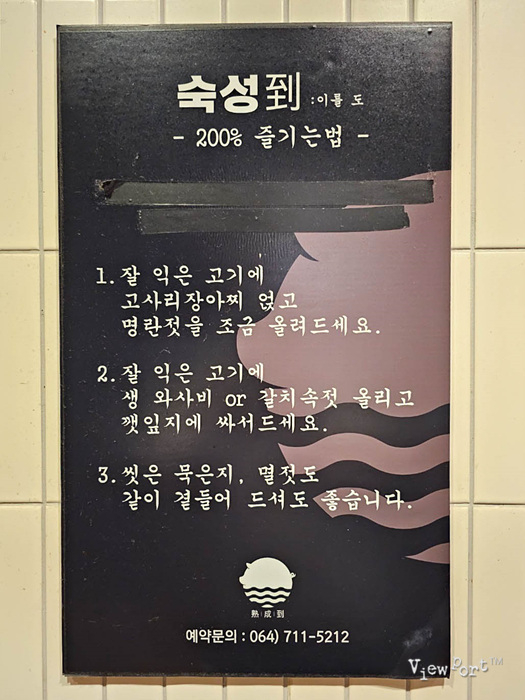 숙성到 :이를 도
- 200% 즐기는법 -
1. 잘 익은 고기에
고사리장아찌 얹고
명란젓을 조금 올려드세요.
2. 잘 익은 고기에
생 와사비 or 갈치속젓 올리고
깻잎지에 싸서드세요.
3. 씻은 묵은지, 멸젓도
같이 곁들어 드셔도 좋습니다.
熟成到
예약문의 : 064) 711-5212
ViewPort™